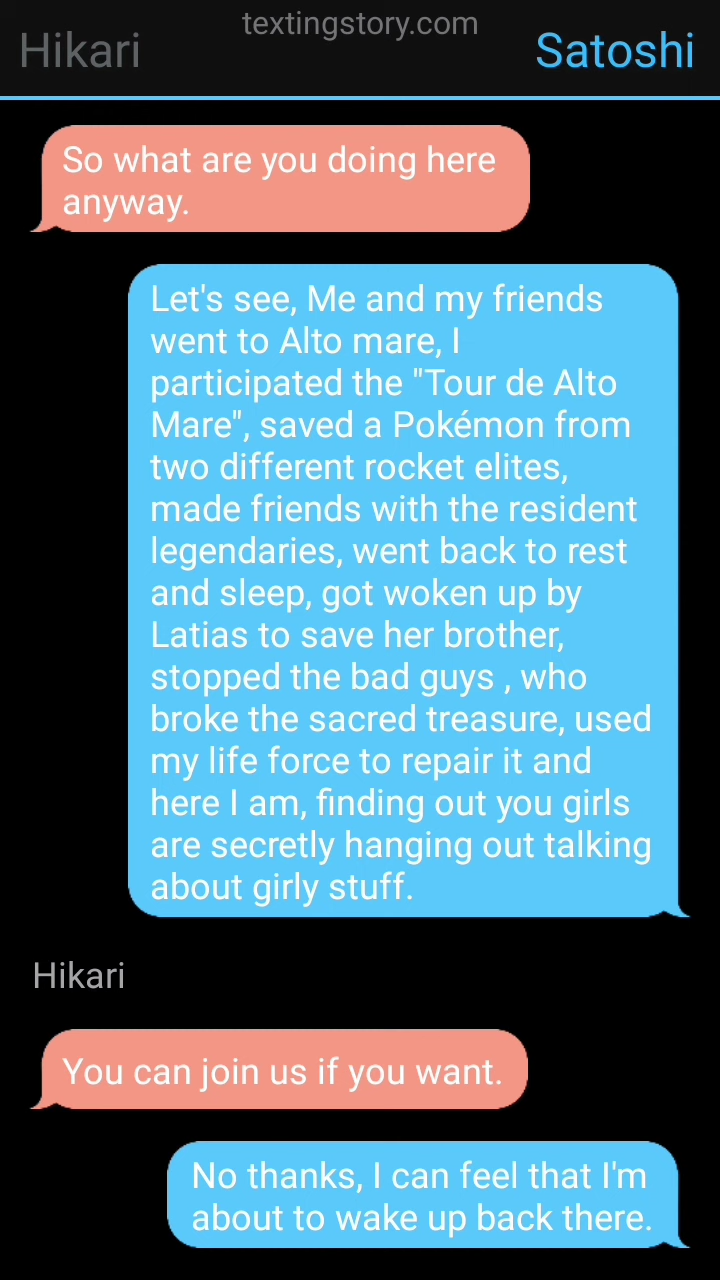 textingstory.com
Hikari
Satoshi
So what are you doing here
anyway.
Let's see, Me and my friends
went to Alto mare, I
participated the "Tour de Alto
Mare", saved a Pokémon from
two different rocket elites,
made friends with the resident
legendaries, went back to rest
and sleep, got woken up by
Latias to save her brother,
stopped the bad guys , who
broke the sacred treasure, used
my life force to repair it and
here I am, finding out you girls
are secretly hanging out talking
about girly stuff.
Hikari
You can join us if you want.
No thanks, I can feel that I'm
about to wake up back there.